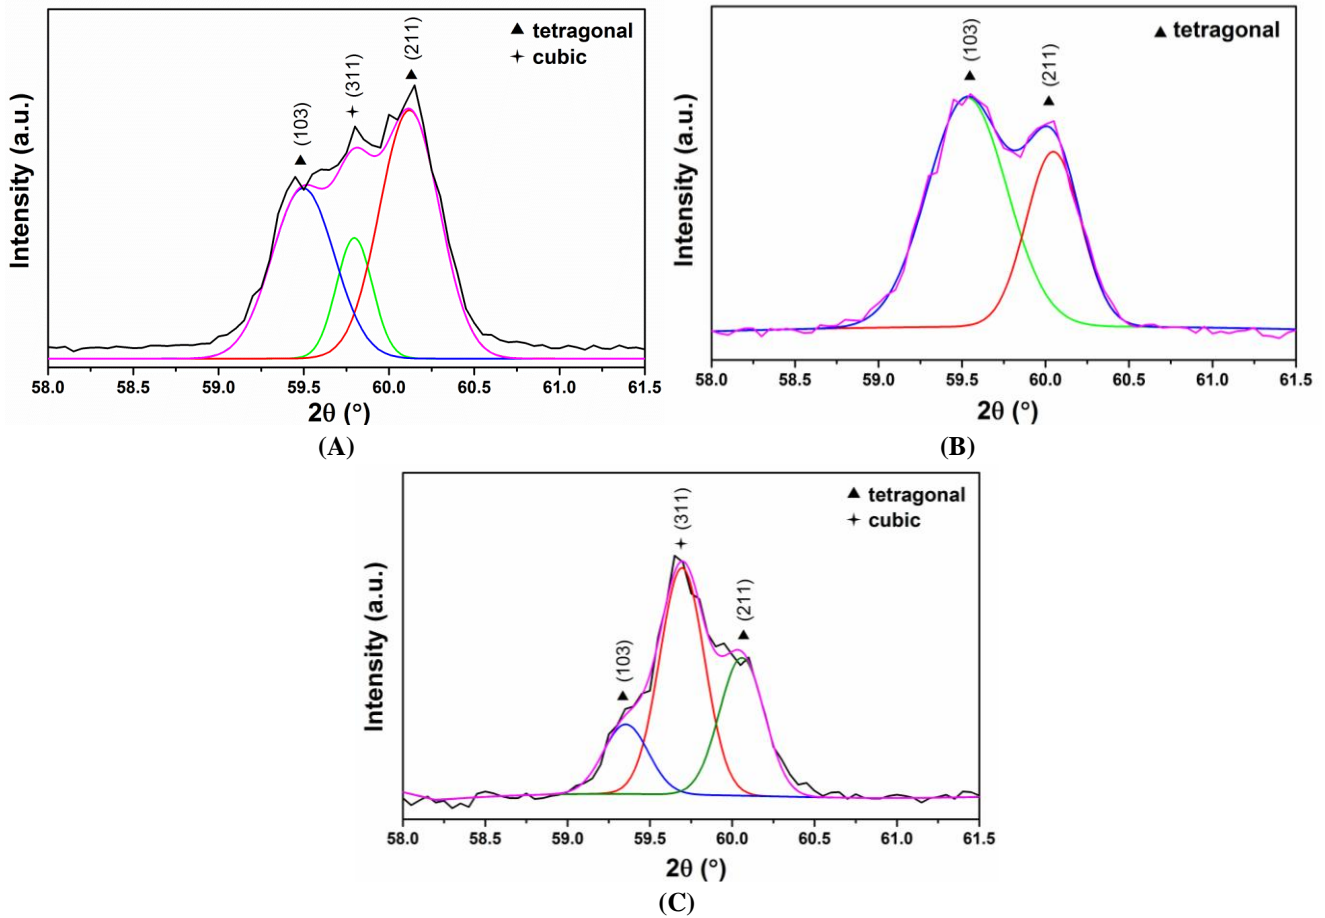 ▲ tetragonal
✦ cubic
▲ (103)
✦ (311)
▲ (211)
Intensity (a.u.)
58.0 58.5 59.0 59.5 60.0 60.5 61.0 61.5
2θ (°)
(A)
▲ tetragonal
▲ (103)
▲ (211)
Intensity (a.u.)
58.0 58.5 59.0 59.5 60.0 60.5 61.0 61.5
2θ (°)
(B)
▲ tetragonal
✦ cubic
▲ (103)
✦ (311)
▲ (211)
Intensity (a.u.)
58.0 58.5 59.0 59.5 60.0 60.5 61.0 61.5
2θ (°)
(C)